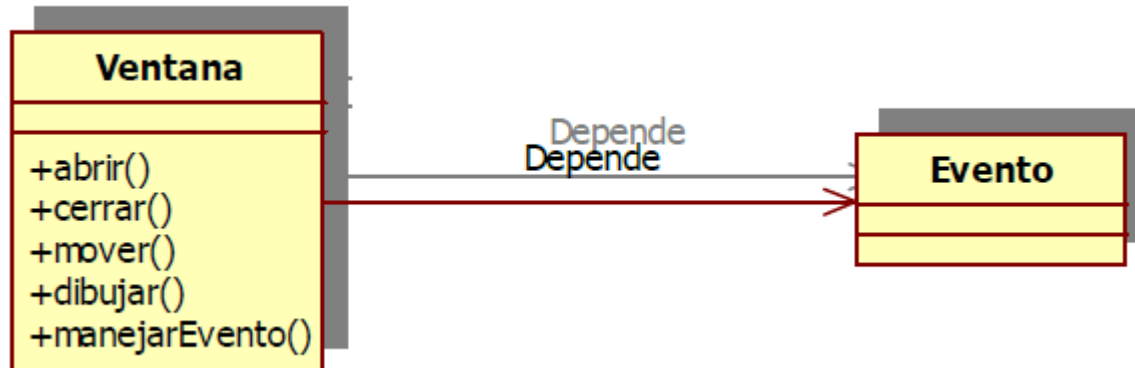 Ventana
+abrir()
+cerrar()
+mover()
+dibujar()
+manejarEvento()
Depende
Depende
Evento